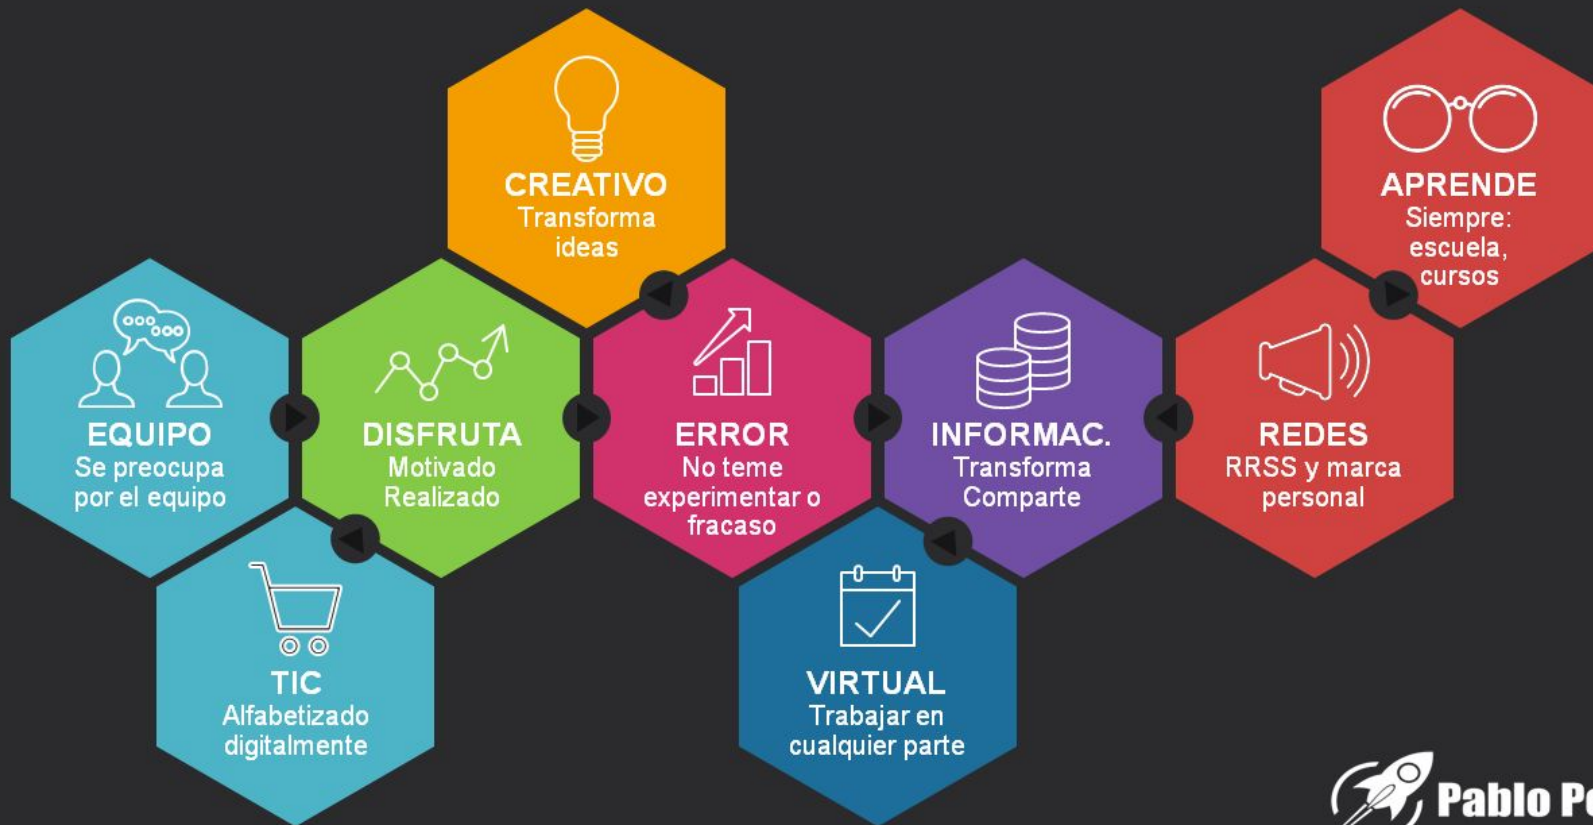 CREATIVO
Transforma
ideas
APRENDE
Siempre:
escuela,
cursos
EQUIPO
Se preocupa
por el equipo
DISFRUTA
Motivado
Realizado
ERROR
No teme
experimentar o
fracaso
INFORMAC.
Transforma
Comparte
REDES
RRSS y marca
personal
TIC
Alfabetizado
digitalmente
VIRTUAL
Trabajar en
cualquier parte
Pablo